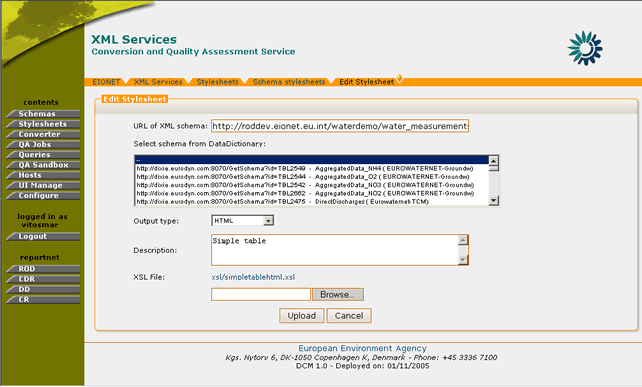 XML Services
Conversion and Quality Assessment Service
EIONET XML Services Stylesheets Schema stylesheets Edit Stylesheet
contents
Schemas
Stylesheets
Converter
QA Jobs
Queries
QA Sandbox
Hosts
UI Manage
Configure
logged in as
vitosmar
Logout
reportnet
ROD
CDR
DD
CR
Edit Stylesheet
URL of XML schema: http://roddev.eionet.eu.int/waterdemo/water_measurement
Select schema from DataDictionary:
--
http://dixie.eurodyn.com:8070/GetSchema?id=TBL2549 - AggregatedData_NH4 ( EUROWATERNET-Groundw)
http://dixie.eurodyn.com:8070/GetSchema?id=TBL2544 - AggregatedData_O2 ( EUROWATERNET-Groundw)
http://dixie.eurodyn.com:8070/GetSchema?id=TBL2542 - AggregatedData_NO3 ( EUROWATERNET-Groundw)
http://dixie.eurodyn.com:8070/GetSchema?id=TBL2662 - AggregatedData_NO2 ( EUROWATERNET-Groundw)
http://dixie.eurodyn.com:8070/GetSchema?id=TBL2475 - DirectDischarges ( Eurowaternet-TCM)
Output type: HTML
Description: Simple table
XSL File: xsl/simpletablehtml.xsl
Browse...
Upload Cancel
European Environment Agency
Kgs. Nytorv 6, DK-1050 Copenhagen K, Denmark - Phone: +45 3336 7100
DCM 1.0 - Deployed on: 01/11/2005